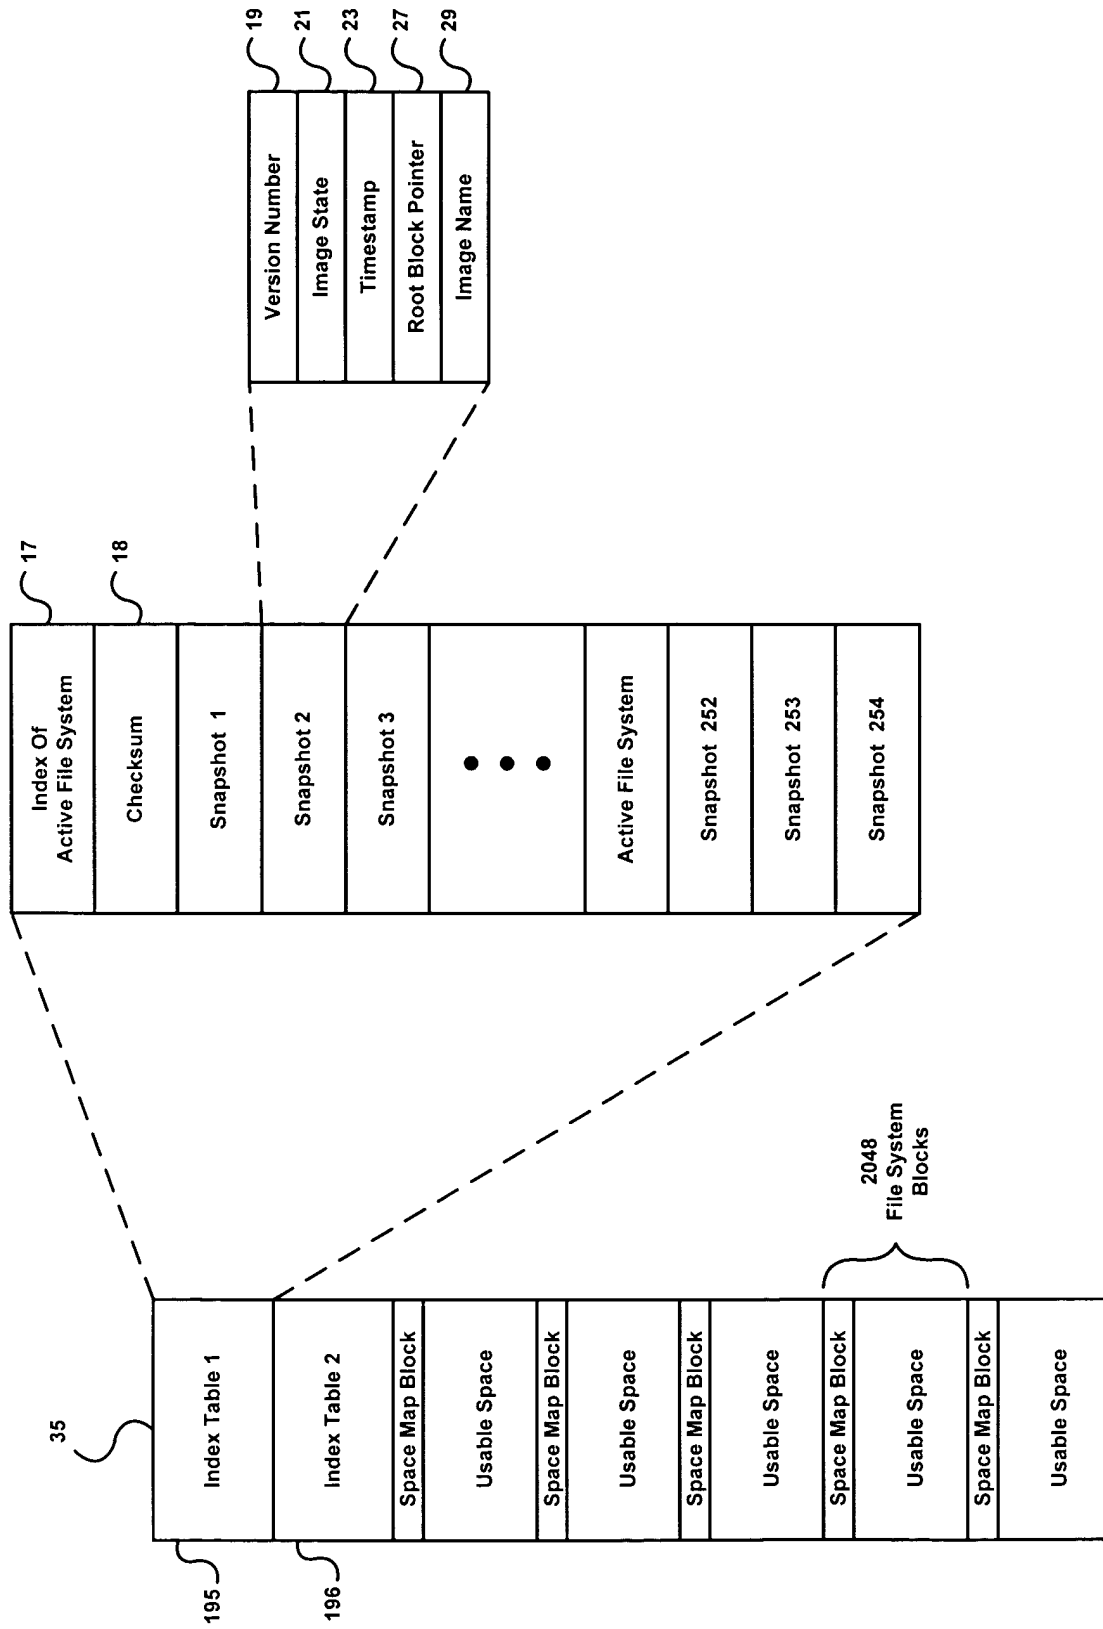 35
195
Index Table 1
196
Index Table 2
Space Map Block
Usable Space
Space Map Block
Usable Space
Space Map Block
Usable Space
Space Map Block
Usable Space
Space Map Block
Usable Space
2048
File System
Blocks
17
Index Of
Active File System
18
Checksum
Snapshot 1
Snapshot 2
Snapshot 3
Active File System
Snapshot 252
Snapshot 253
Snapshot 254
19
Version Number
21
Image State
23
Timestamp
27
Root Block Pointer
29
Image Name